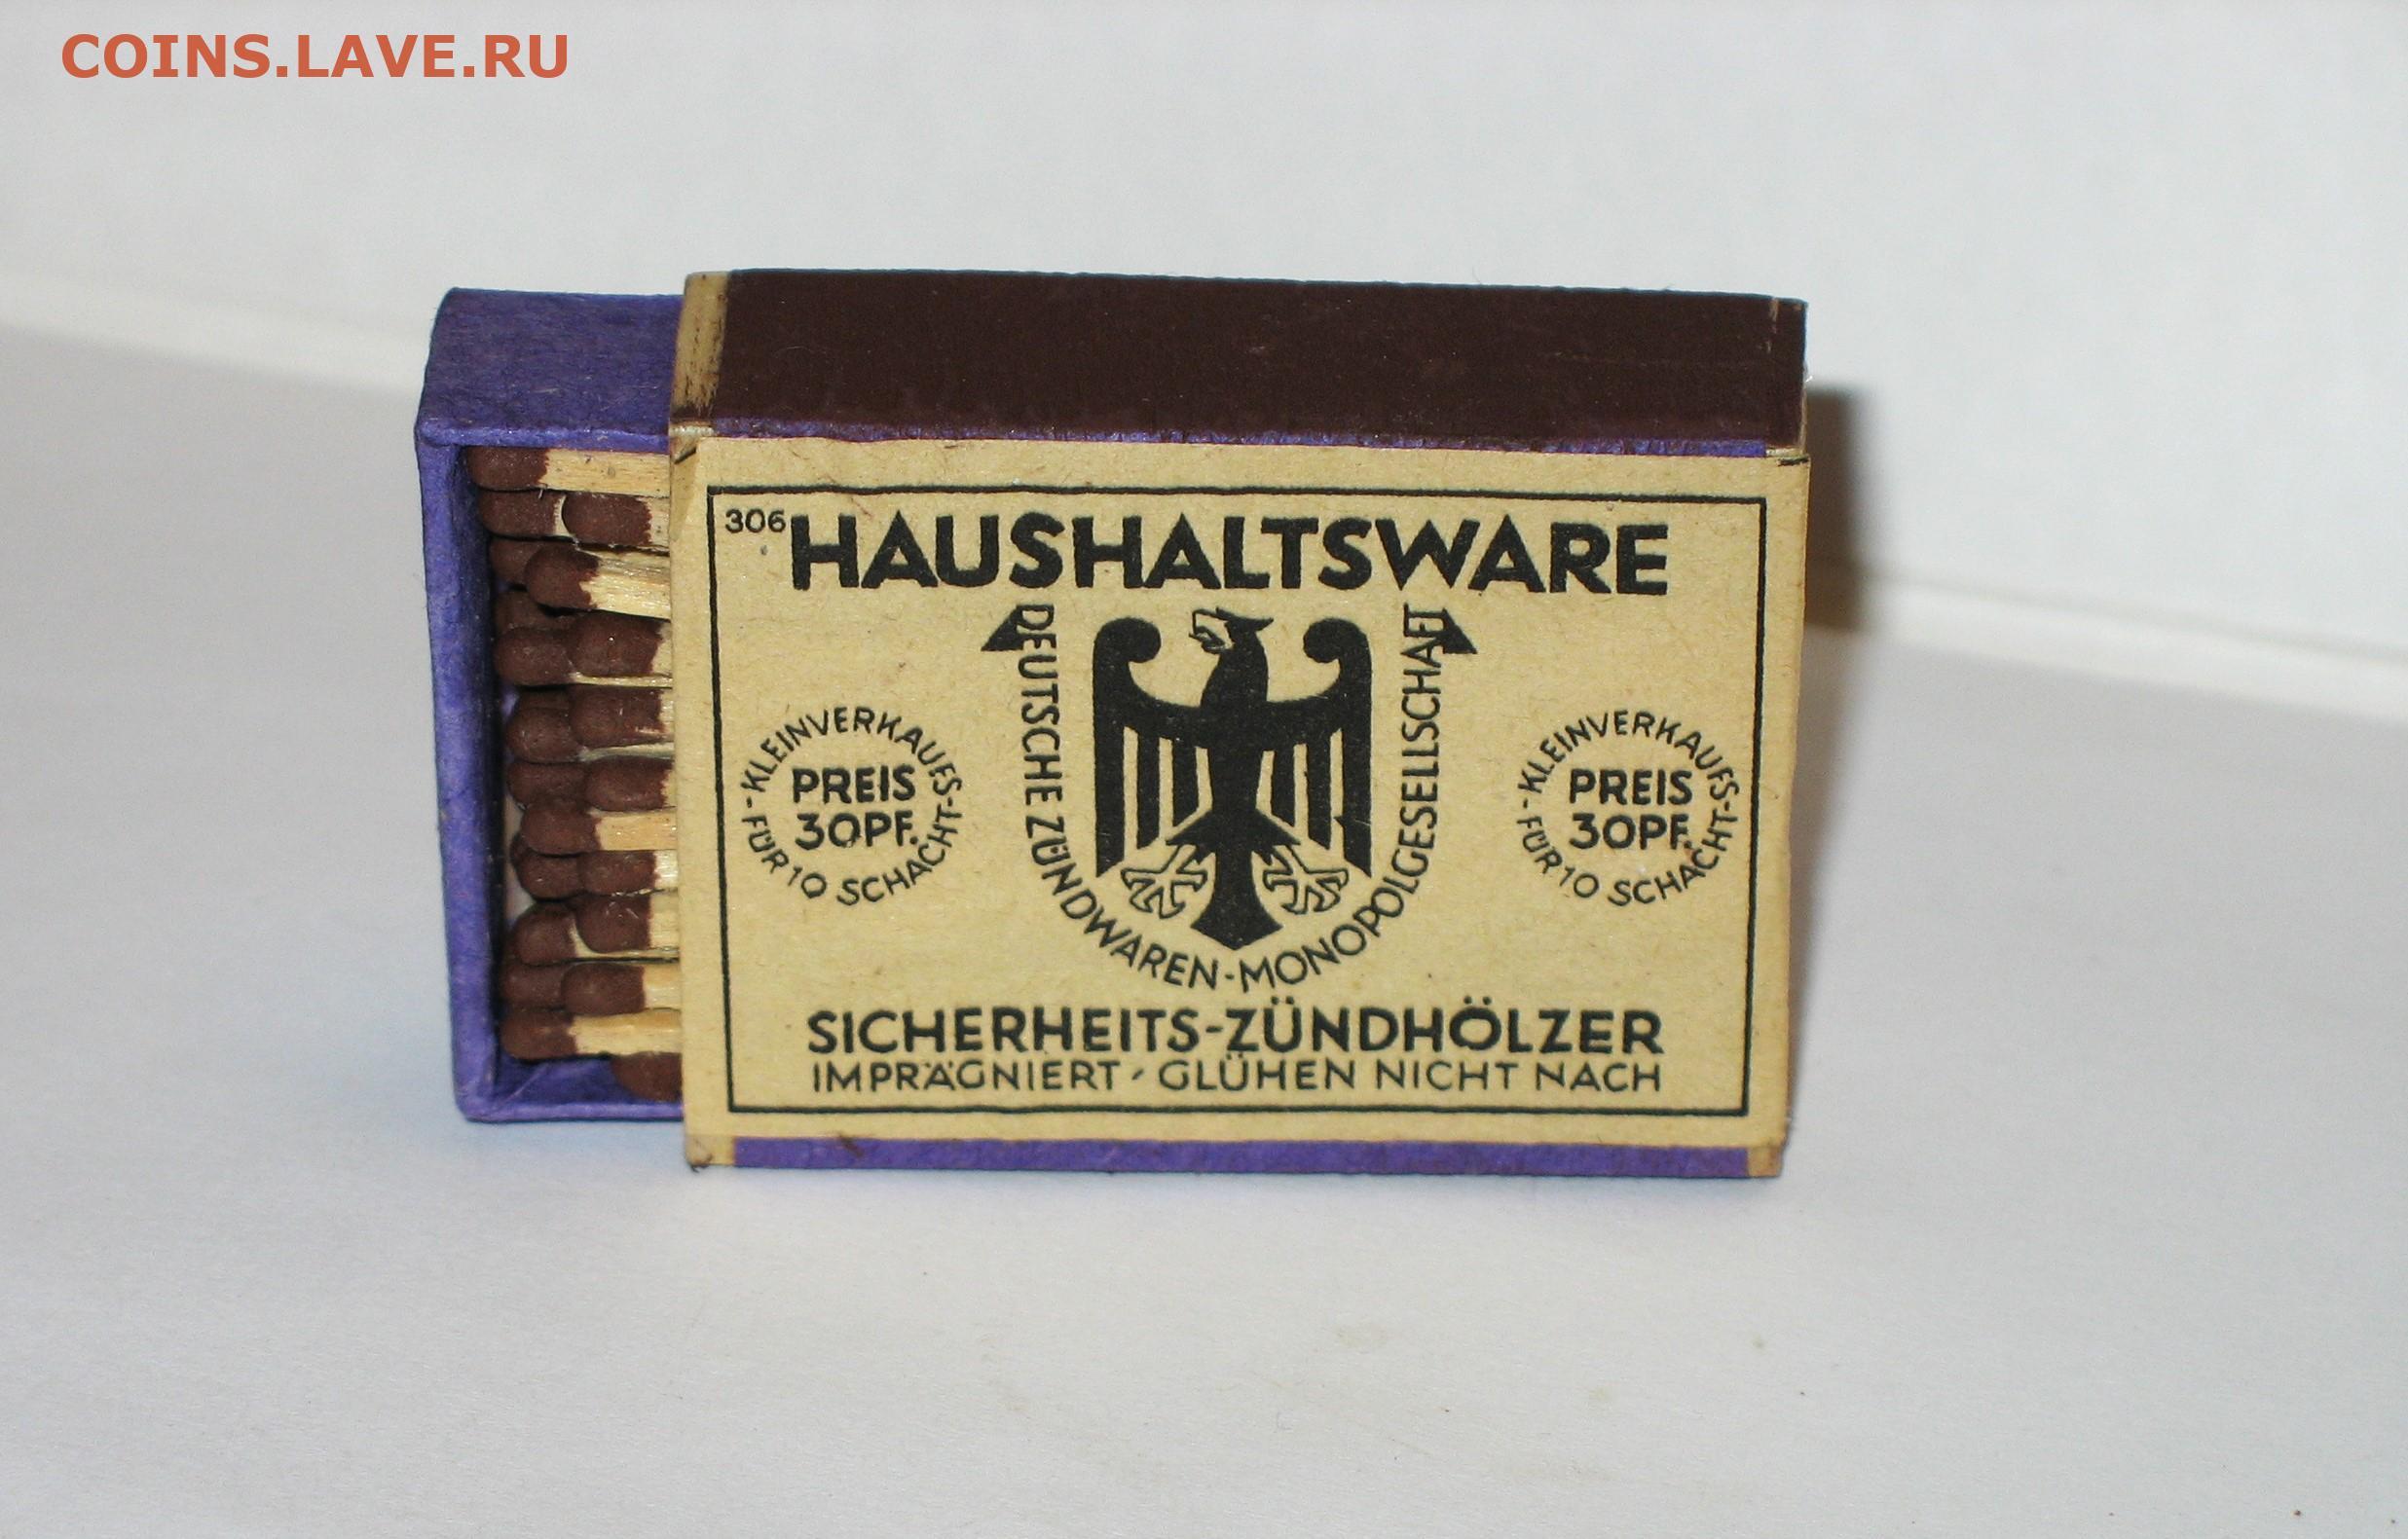 COINS.LAVE.RU
306
HAUSHALTSWARE
DEUTSCHE ZÜNDWAREN-MONOPOLGESELLSCHAFT
-KLEINVERKAUFS-
PREIS
30PF.
FÜR 10 SCHACHT-
-KLEINVERKAUFS-
PREIS
30PF.
FÜR 10 SCHACHT-
SICHERHEITS-ZÜNDHÖLZER
IMPRÄGNIERT - GLÜHEN NICHT NACH